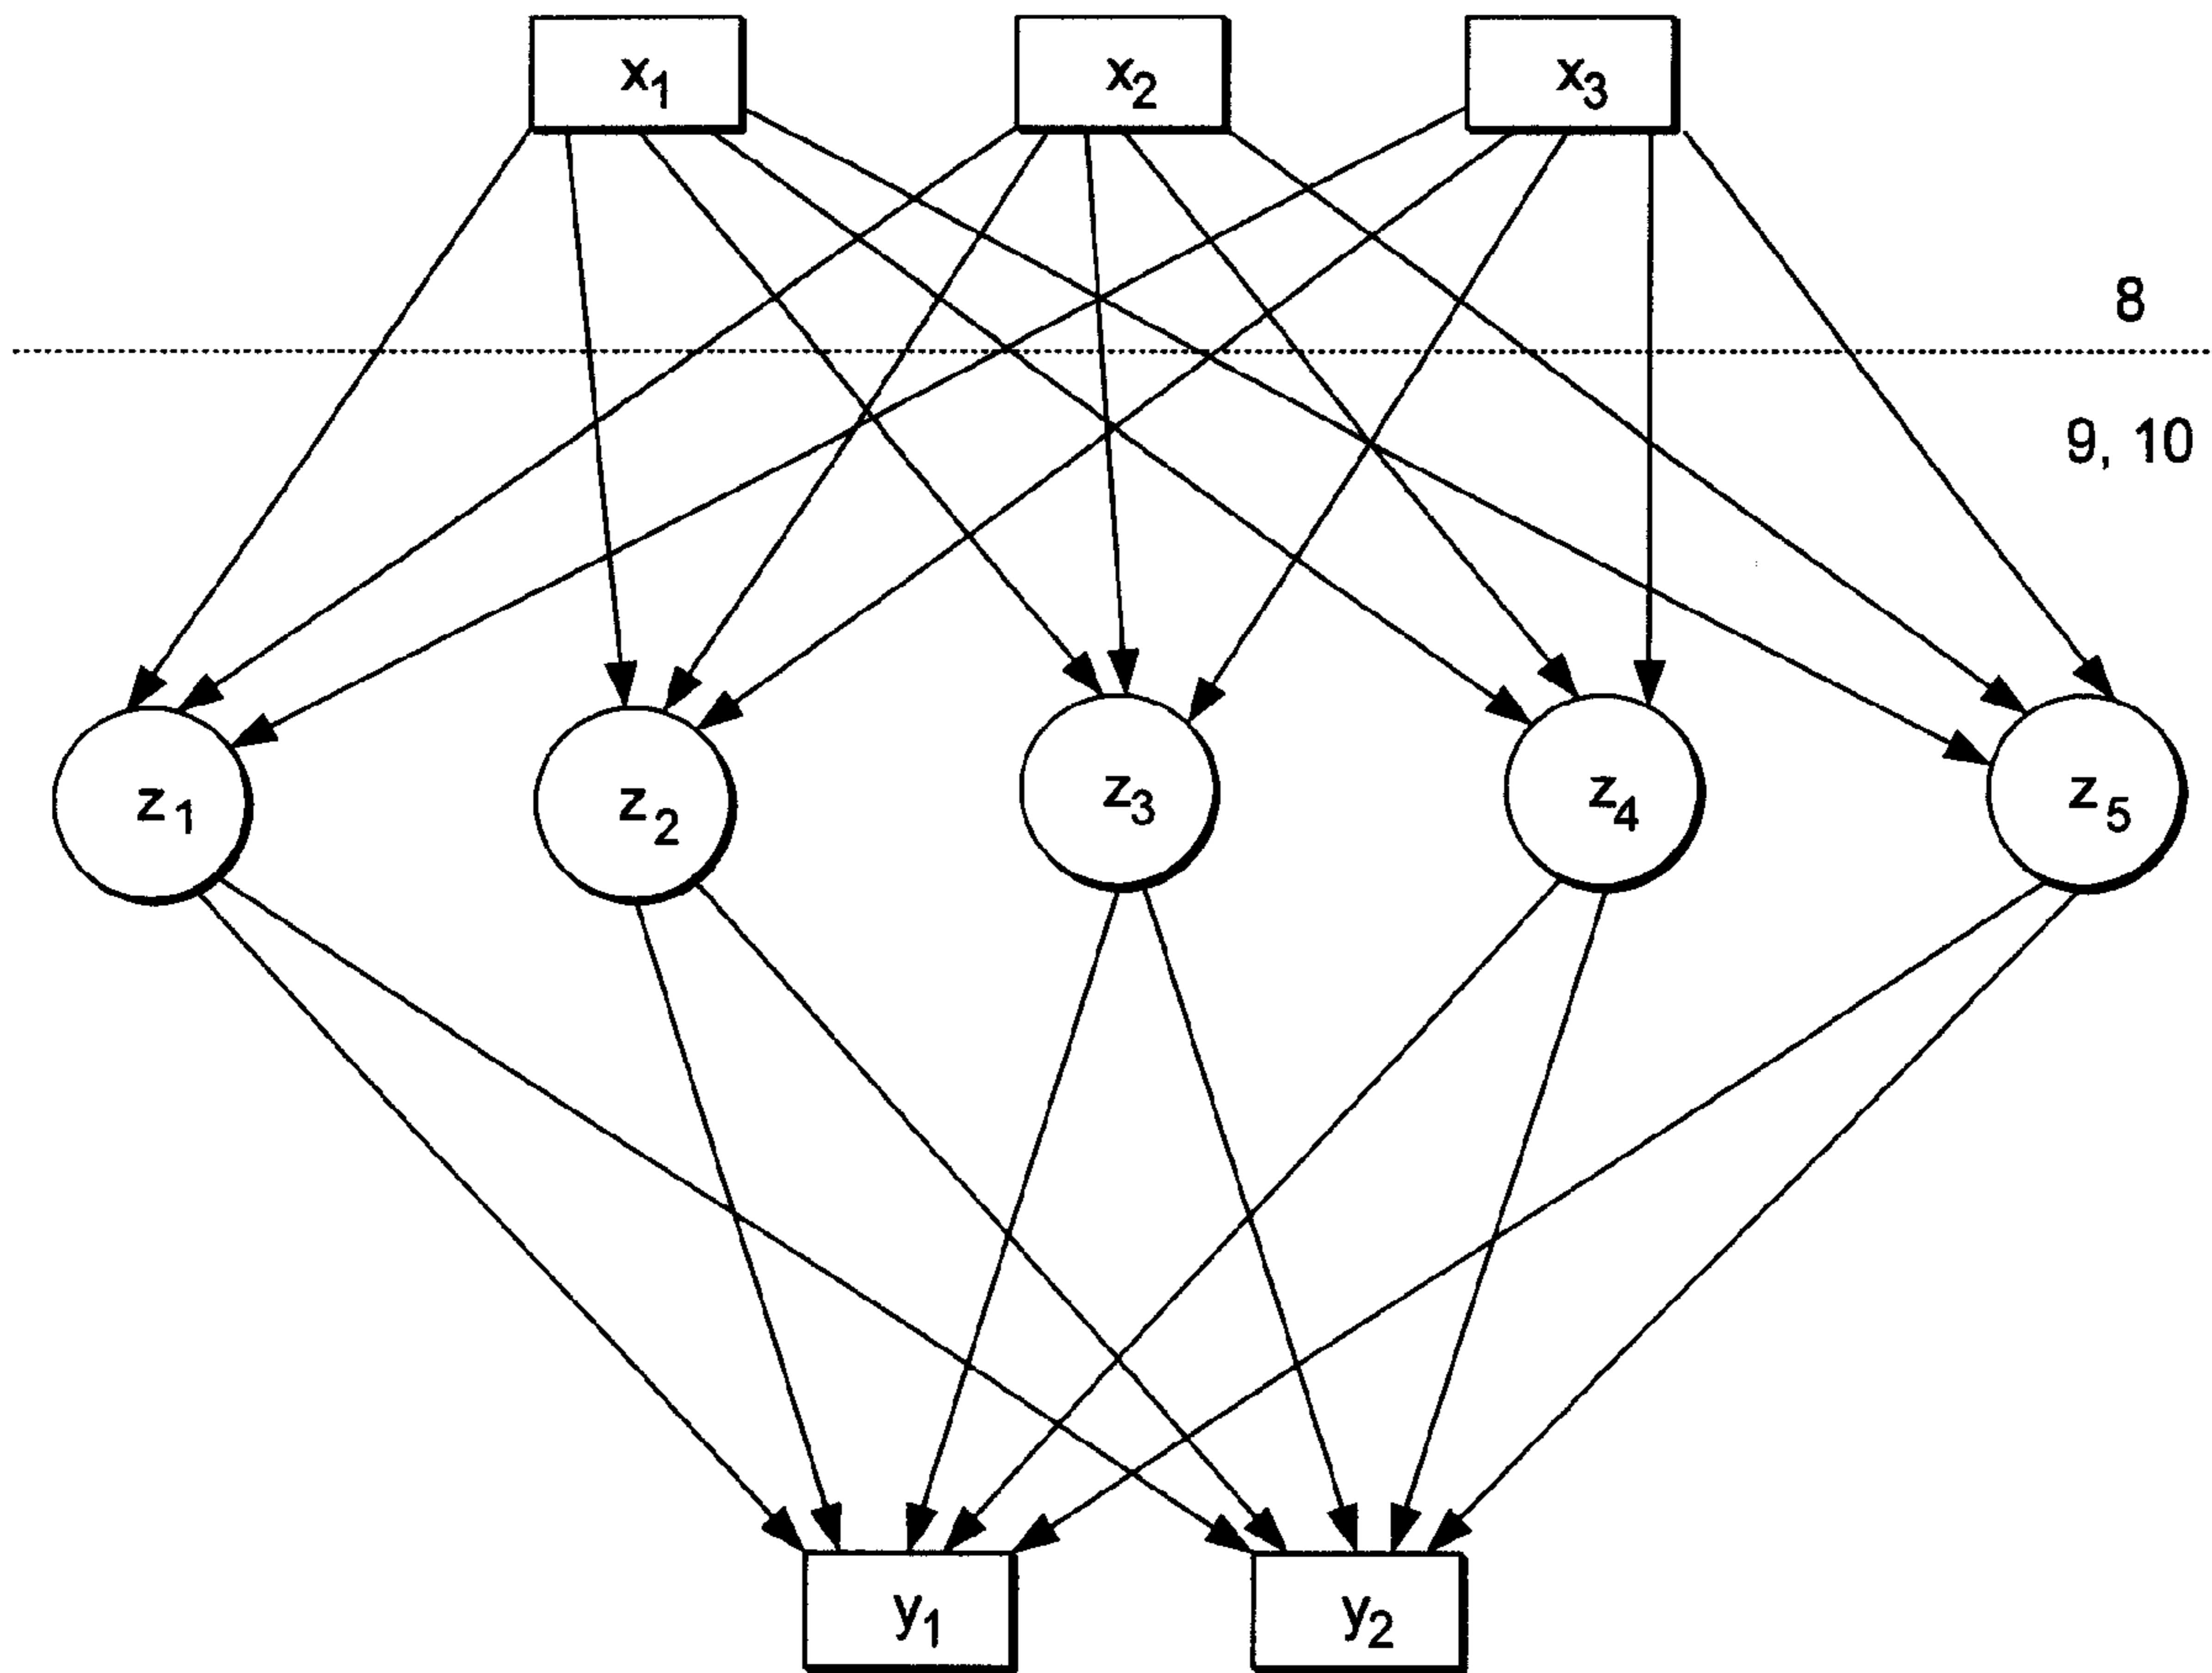 x₁ x₂ x₃
8
9, 10
z₁ z₂ z₃ z₄ z₅
y₁ y₂